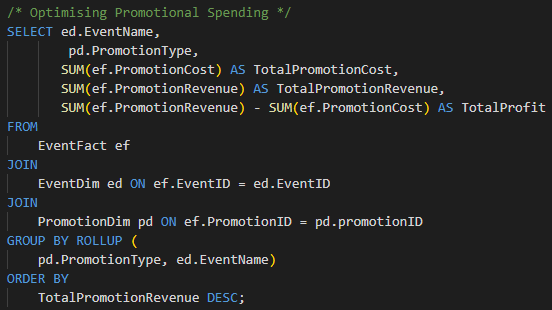 /* Optimising Promotional Spending */
SELECT ed.EventName,
        pd.PromotionType,
       SUM(ef.PromotionCost) AS TotalPromotionCost,
       SUM(ef.PromotionRevenue) AS TotalPromotionRevenue,
       SUM(ef.PromotionRevenue) - SUM(ef.PromotionCost) AS TotalProfit
FROM
    EventFact ef
JOIN
    EventDim ed ON ef.EventID = ed.EventID
JOIN
    PromotionDim pd ON ef.PromotionID = pd.promotionID
GROUP BY ROLLUP (
    pd.PromotionType, ed.EventName)
ORDER BY
    TotalPromotionRevenue DESC;